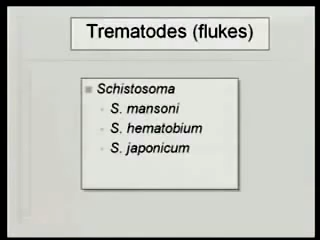 Trematodes (flukes)
Schistosoma
S. mansoni
S. hematobium
S. japonicum